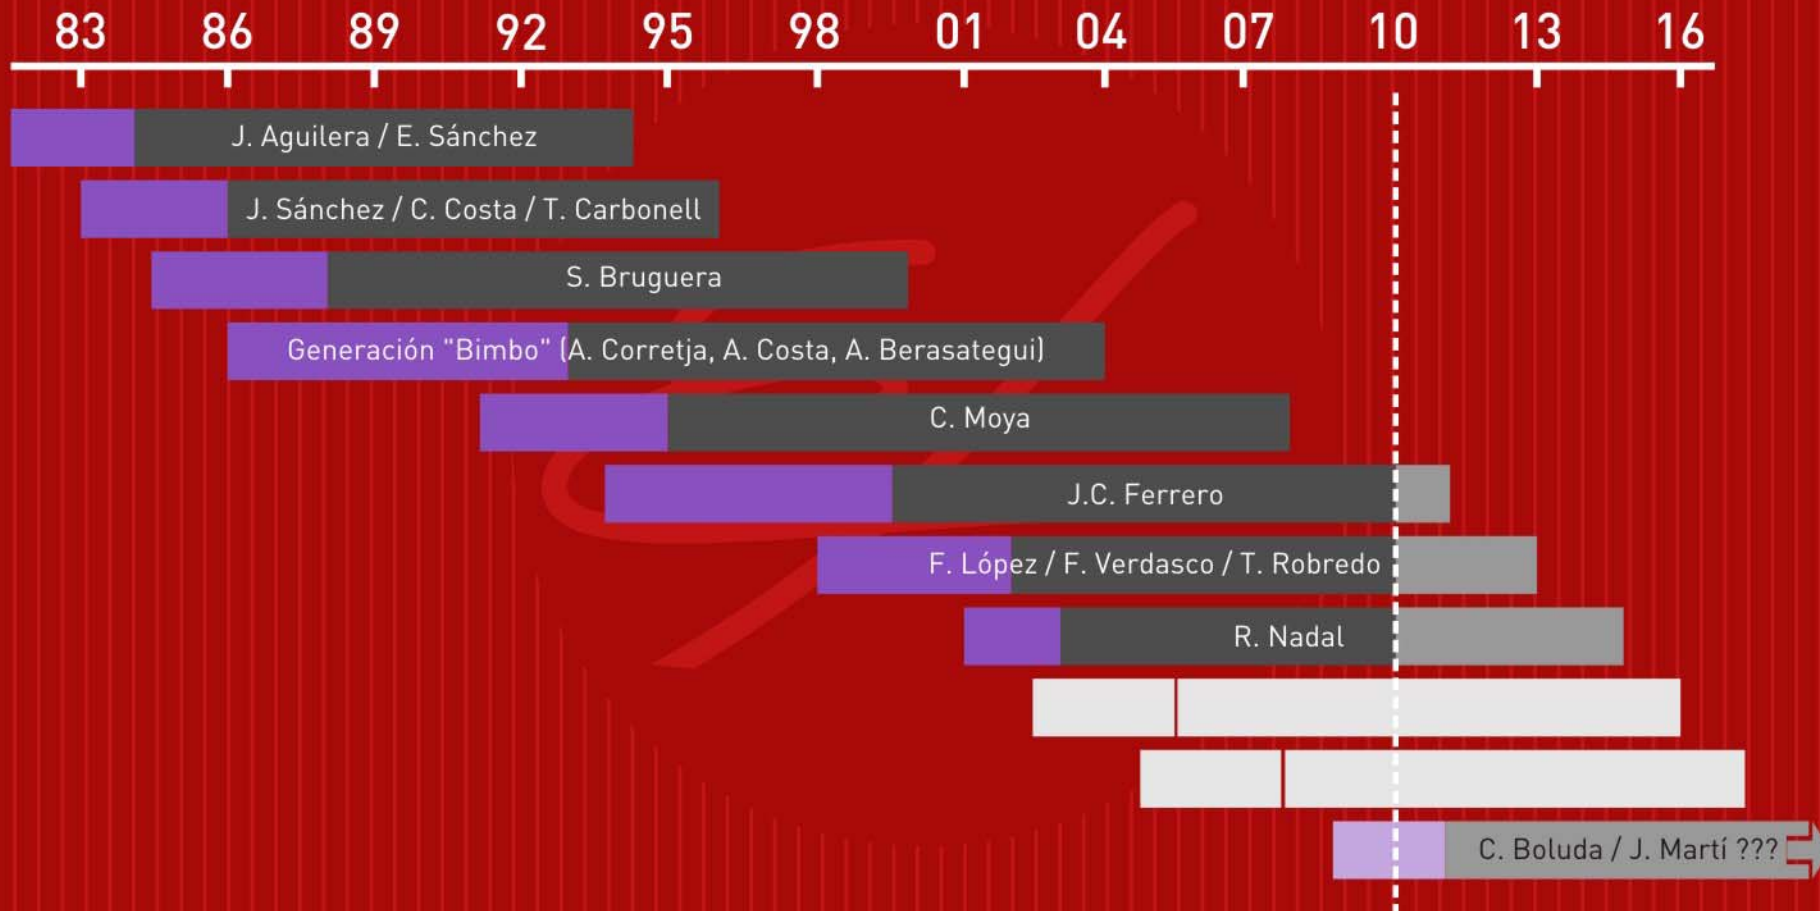 83 86 89 92 95 98 01 04 07 10 13 16
J. Aguilera / E. Sánchez
J. Sánchez / C. Costa / T. Carbonell
S. Bruguera
Generación "Bimbo" (A. Corretja, A. Costa, A. Berasategui)
C. Moya
J.C. Ferrero
F. López / F. Verdasco / T. Robredo
R. Nadal
C. Boluda / J. Martí ???